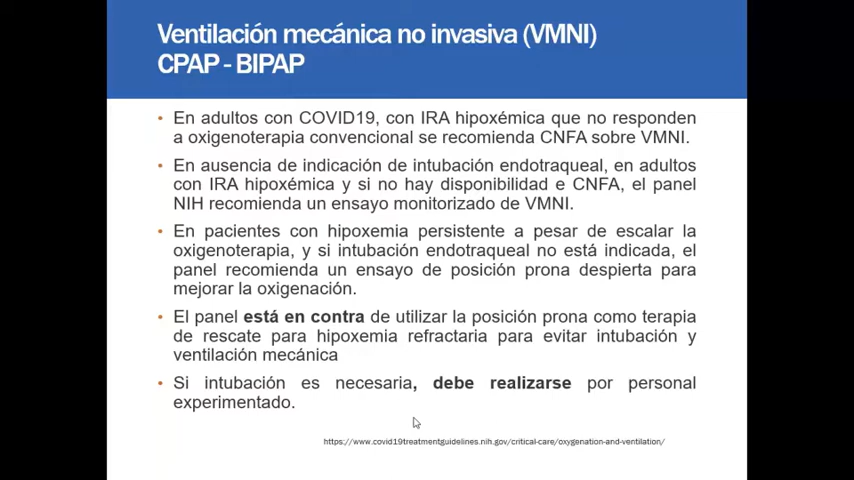 Ventilación mecánica no invasiva (VMNI)
CPAP - BIPAP
• En adultos con COVID19, con IRA hipoxémica que no responden
a oxigenoterapia convencional se recomienda CNFA sobre VMNI.
• En ausencia de indicación de intubación endotraqueal, en adultos
con IRA hipoxémica y si no hay disponibilidad e CNFA, el panel
NIH recomienda un ensayo monitorizado de VMNI.
• En pacientes con hipoxemia persistente a pesar de escalar la
oxigenoterapia, y si intubación endotraqueal no está indicada, el
panel recomienda un ensayo de posición prona despierta para
mejorar la oxigenación.
• El panel está en contra de utilizar la posición prona como terapia
de rescate para hipoxemia refractaria para evitar intubación y
ventilación mecánica
• Si intubación es necesaria, debe realizarse por personal
experimentado.
https://www.covid19treatmentguidelines.nih.gov/critical-care/oxygenation-and-ventilation/